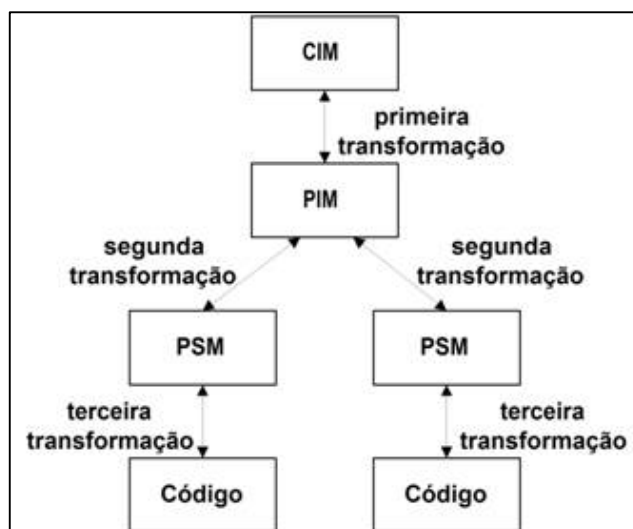 CIM
primeira
transformação
PIM
segunda
transformação
segunda
transformação
PSM
PSM
terceira
transformação
terceira
transformação
Código
Código